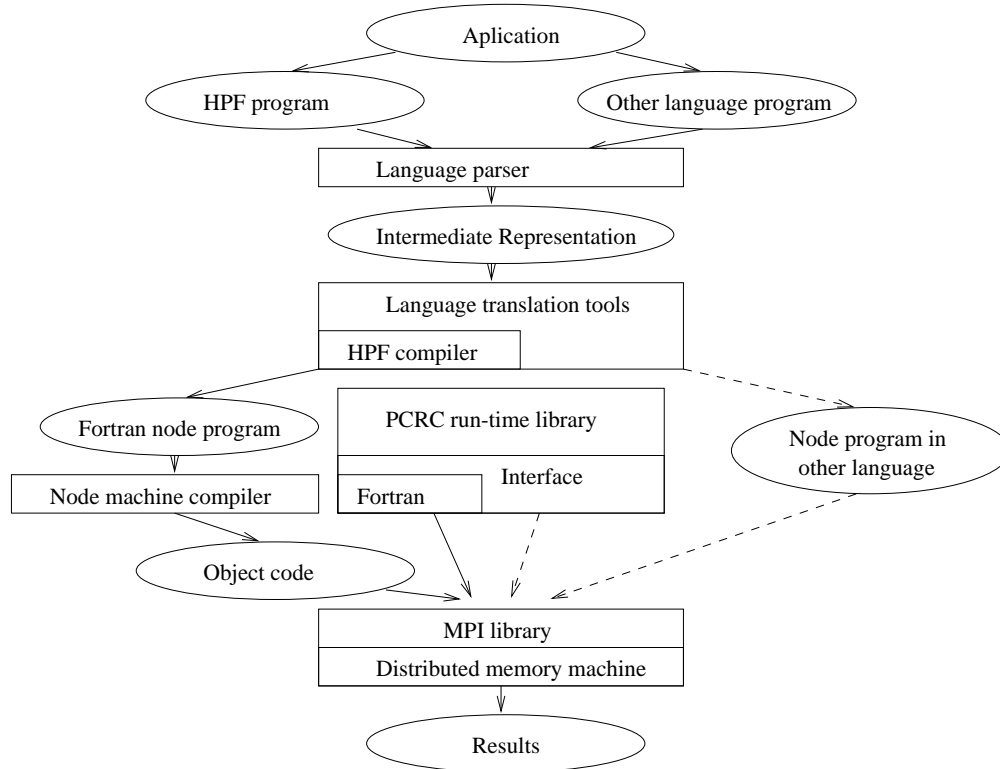 Aplication
HPF program
Other language program
Language parser
Intermediate Representation
Language translation tools
HPF compiler
PCRC run-time library
Fortran node program
Node program in
other language
Interface
Fortran
Node machine compiler
Object code
MPI library
Distributed memory machine
Results